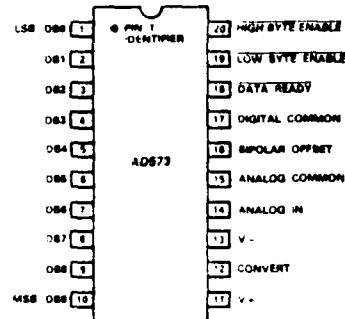 LSB DB0 1 PIN 1 20 HIGH BYTE ENABLE
IDENTIFIER
DB1 2 19 LOW BYTE ENABLE
DB2 3 18 DATA READY
DB3 4 17 DIGITAL COMMON
DB4 5 16 BIPOLAR OFFSET
AD573
DB5 6 15 ANALOG COMMON
DB6 7 14 ANALOG IN
DB7 8 13 V-
DB8 9 12 CONVERT
MSB DB9 10 11 V+